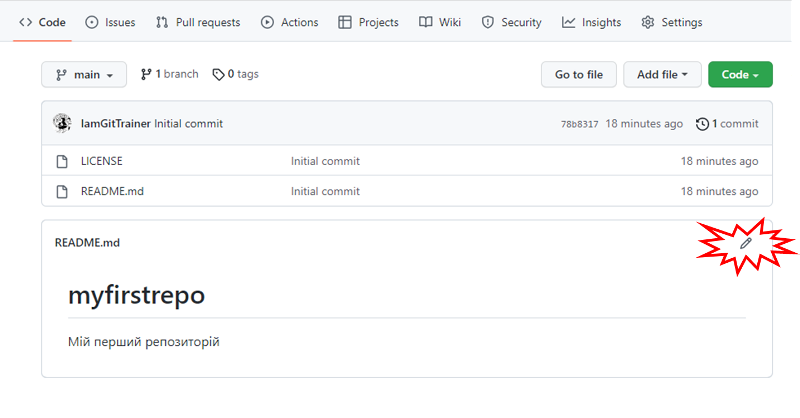 Code Issues Pull requests Actions Projects Wiki Security Insights Settings
main 1 branch 0 tags Go to file Add file Code
IamGitTrainer Initial commit 78b8317 18 minutes ago 1 commit
LICENSE Initial commit 18 minutes ago
README.md Initial commit 18 minutes ago
README.md
myfirstrepo
Мій перший репозиторій